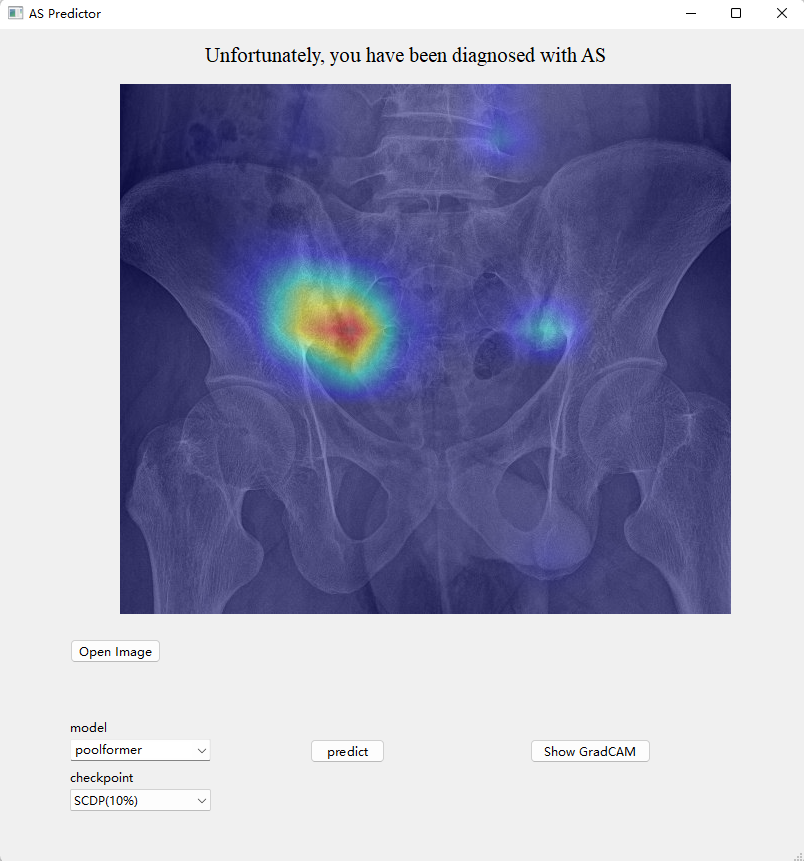 AS Predictor
Unfortunately, you have been diagnosed with AS
Open Image
model
poolformer
predict
Show GradCAM
checkpoint
SCDP(10%)